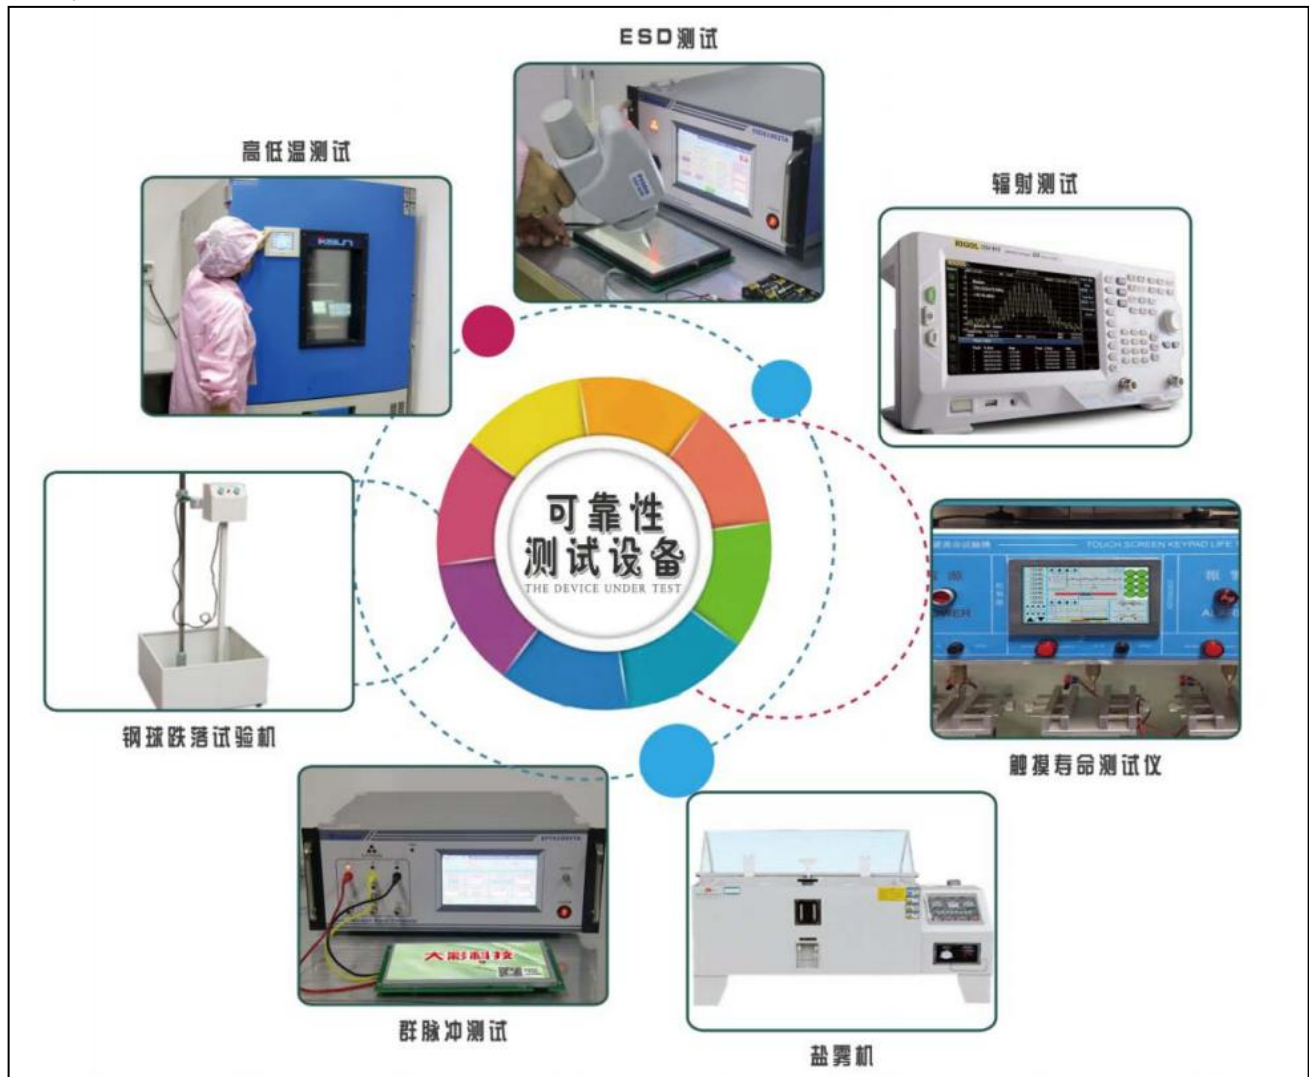 ESD测试
高低温测试
辐射测试
RIGOL
可靠性
测试设备
THE DEVICE UNDER TEST
TOUCH SCREEN KEYPAD LIFE
钢球跌落试验机
触摸寿命测试仪
大彩科技
群脉冲测试
盐雾机